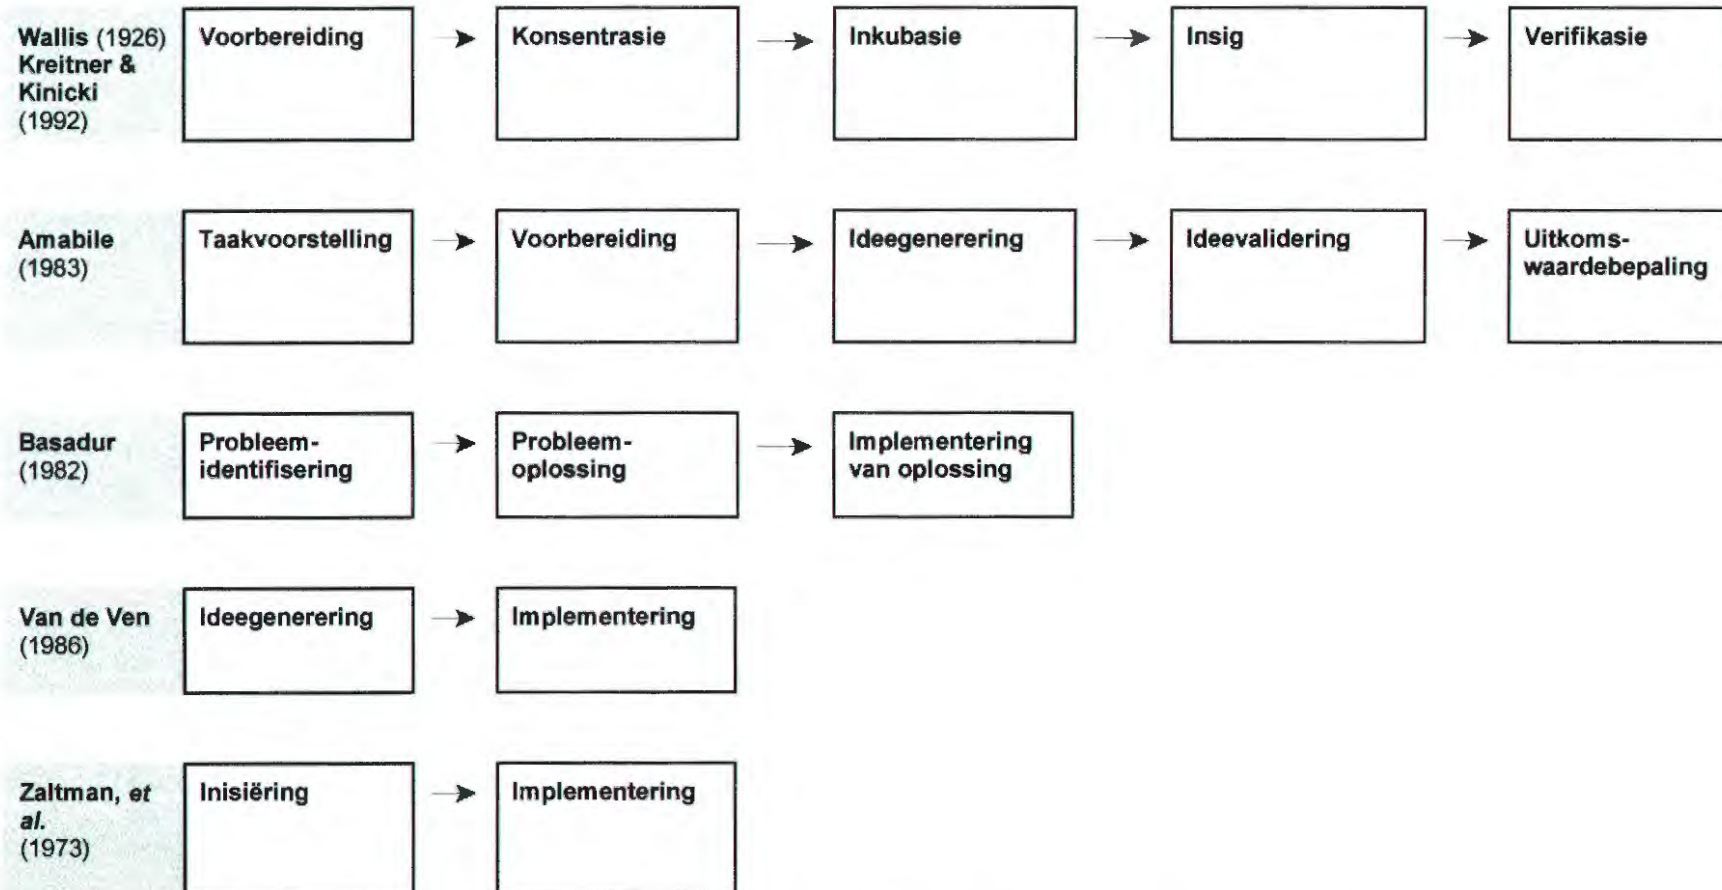 Wallis (1926)
Kreitner &
Kinicki
(1992)
Voorbereiding
Konsentrasie
Inkubasie
Insig
Verifikasie
Amabile
(1983)
Taakvoorstelling
Voorbereiding
Ideegenerering
Ideevalidering
Uitkoms-
waardebepaling
Basadur
(1982)
Probleem-
identifisering
Probleem-
oplossing
Implementering
van oplossing
Van de Ven
(1986)
Ideegenerering
Implementering
Zaltman, et
al.
(1973)
Inisiëring
Implementering